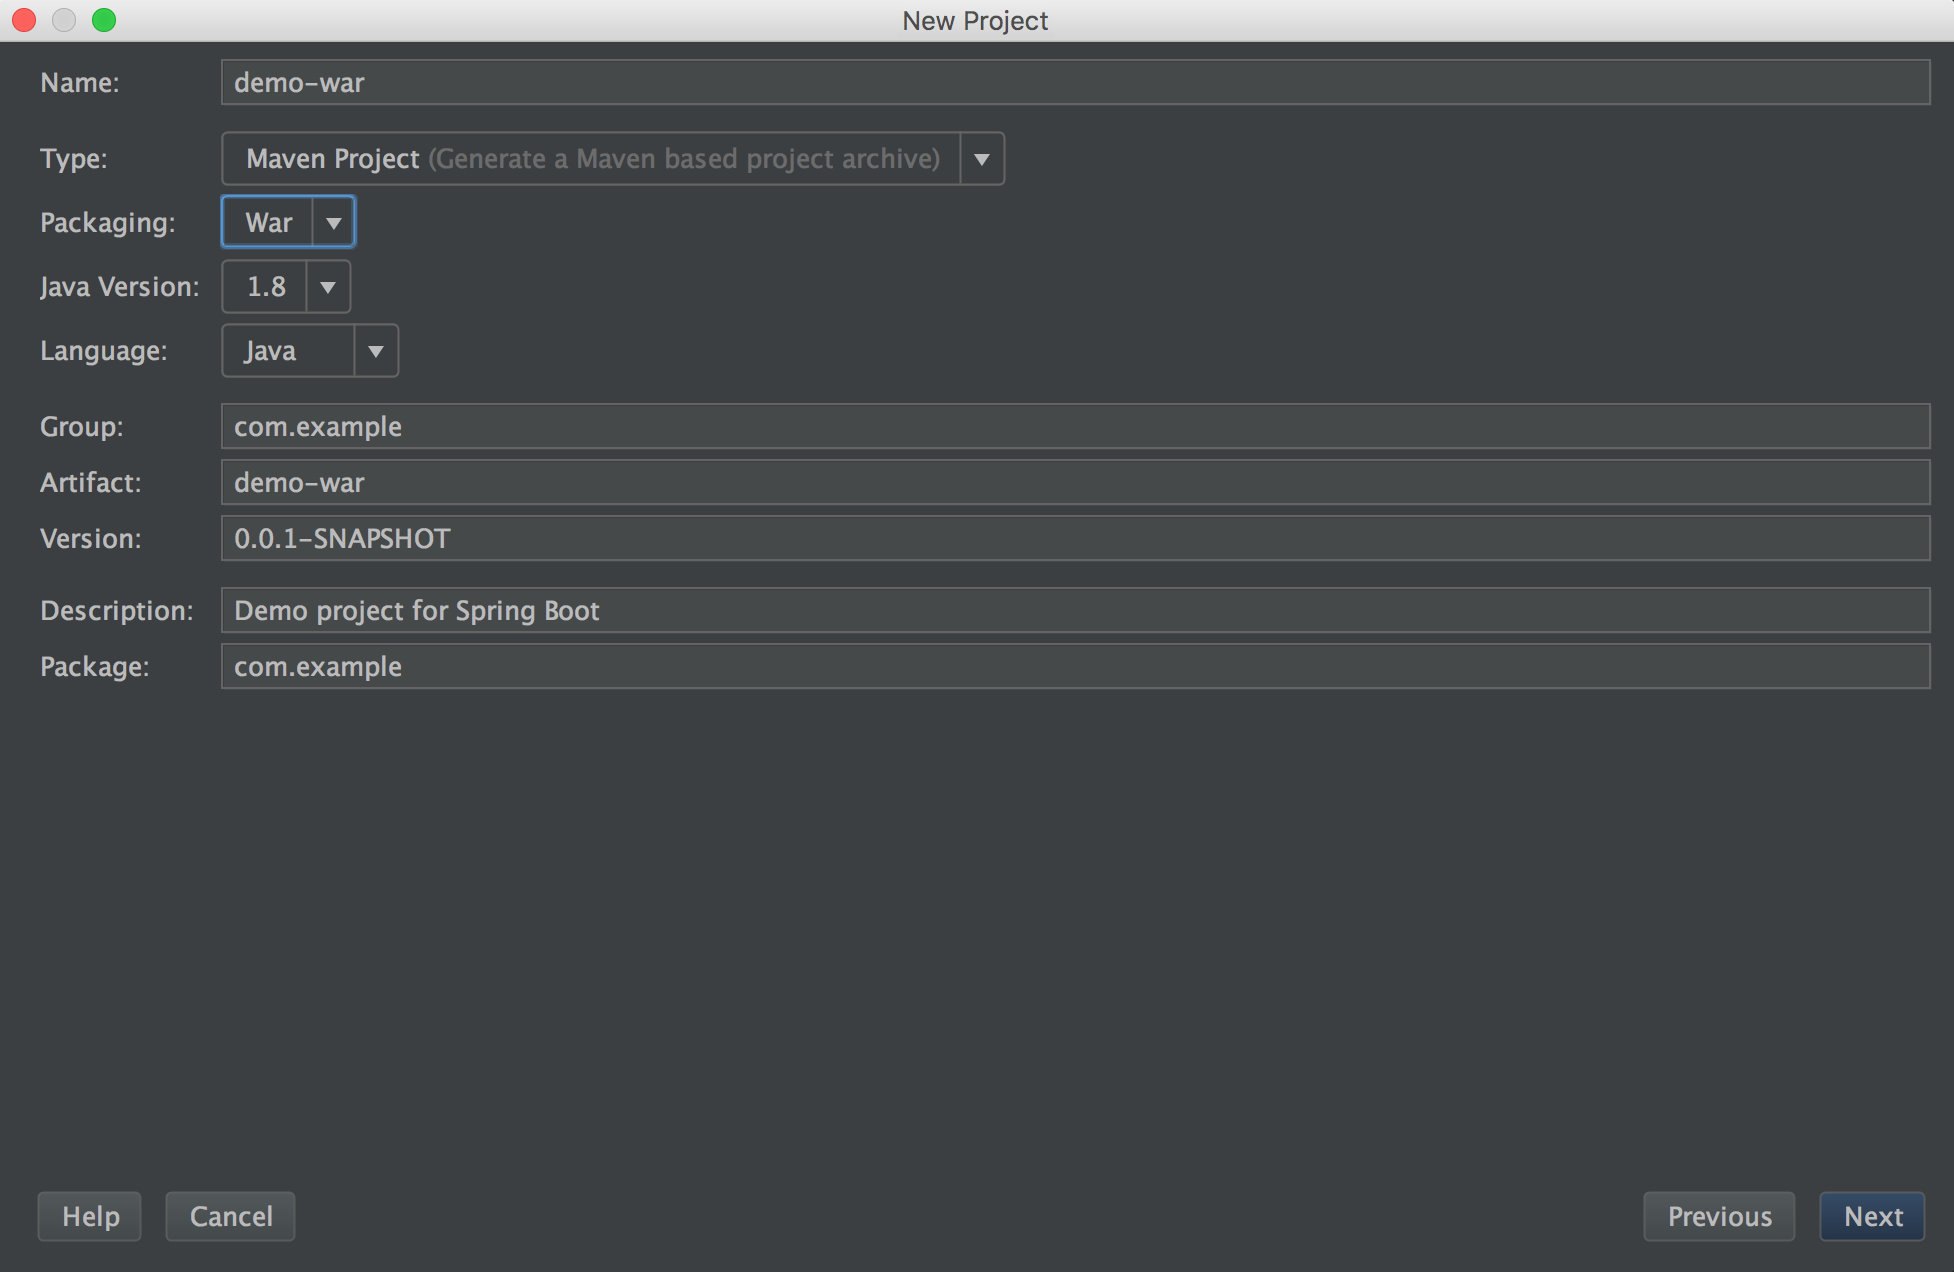 New Project
Name: demo-war
Type: Maven Project (Generate a Maven based project archive)
Packaging: War
Java Version: 1.8
Language: Java
Group: com.example
Artifact: demo-war
Version: 0.0.1-SNAPSHOT
Description: Demo project for Spring Boot
Package: com.example
Help Cancel Previous Next